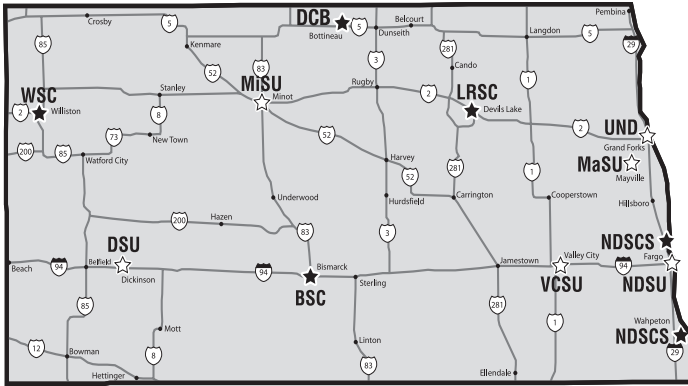 Pembina
Crosby
5
DCB
Bottineau
5
Belcourt
Dunseith
Langdon
5
29
85
Kenmare
83
3
281
Cando
52
1
WSC
Williston
2
Stanley
MiSU
Minot
Rugby
2
LRSC
Devils Lake
8
2
UND
Grand Forks
73
New Town
52
200
85
Watford City
Harvey
52
281
1
MaSU
Mayville
Underwood
Hurdsfield
Carrington
Cooperstown
Hillsboro
200
Hazen
83
3
NDSCS
DSU
Beach
94
Belfield
Dickinson
94
Bismarck
BSC
Sterling
Jamestown
Valley City
VCSU
94
Fargo
NDSU
85
281
1
Mott
Wahpeton
NDSCS
12
Bowman
8
Linton
29
83
Hettinger
Ellendale